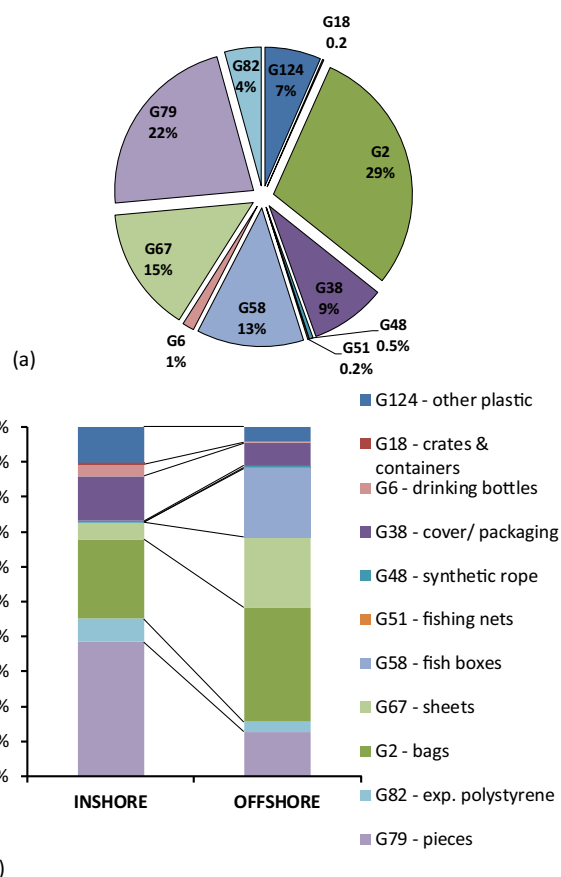 G18
0.2
G82
4%
G124
7%
G79
22%
G2
29%
G67
15%
G38
9%
G58
13%
G6
1%
G48
0.5%
G51
0.2%
(a)
%
%
%
%
%
%
%
%
%
%
%
INSHORE
OFFSHORE
G124 - other plastic
G18 - crates &
containers
G6 - drinking bottles
G38 - cover/ packaging
G48 - synthetic rope
G51 - fishing nets
G58 - fish boxes
G67 - sheets
G2 - bags
G82 - exp. polystyrene
G79 - pieces
)